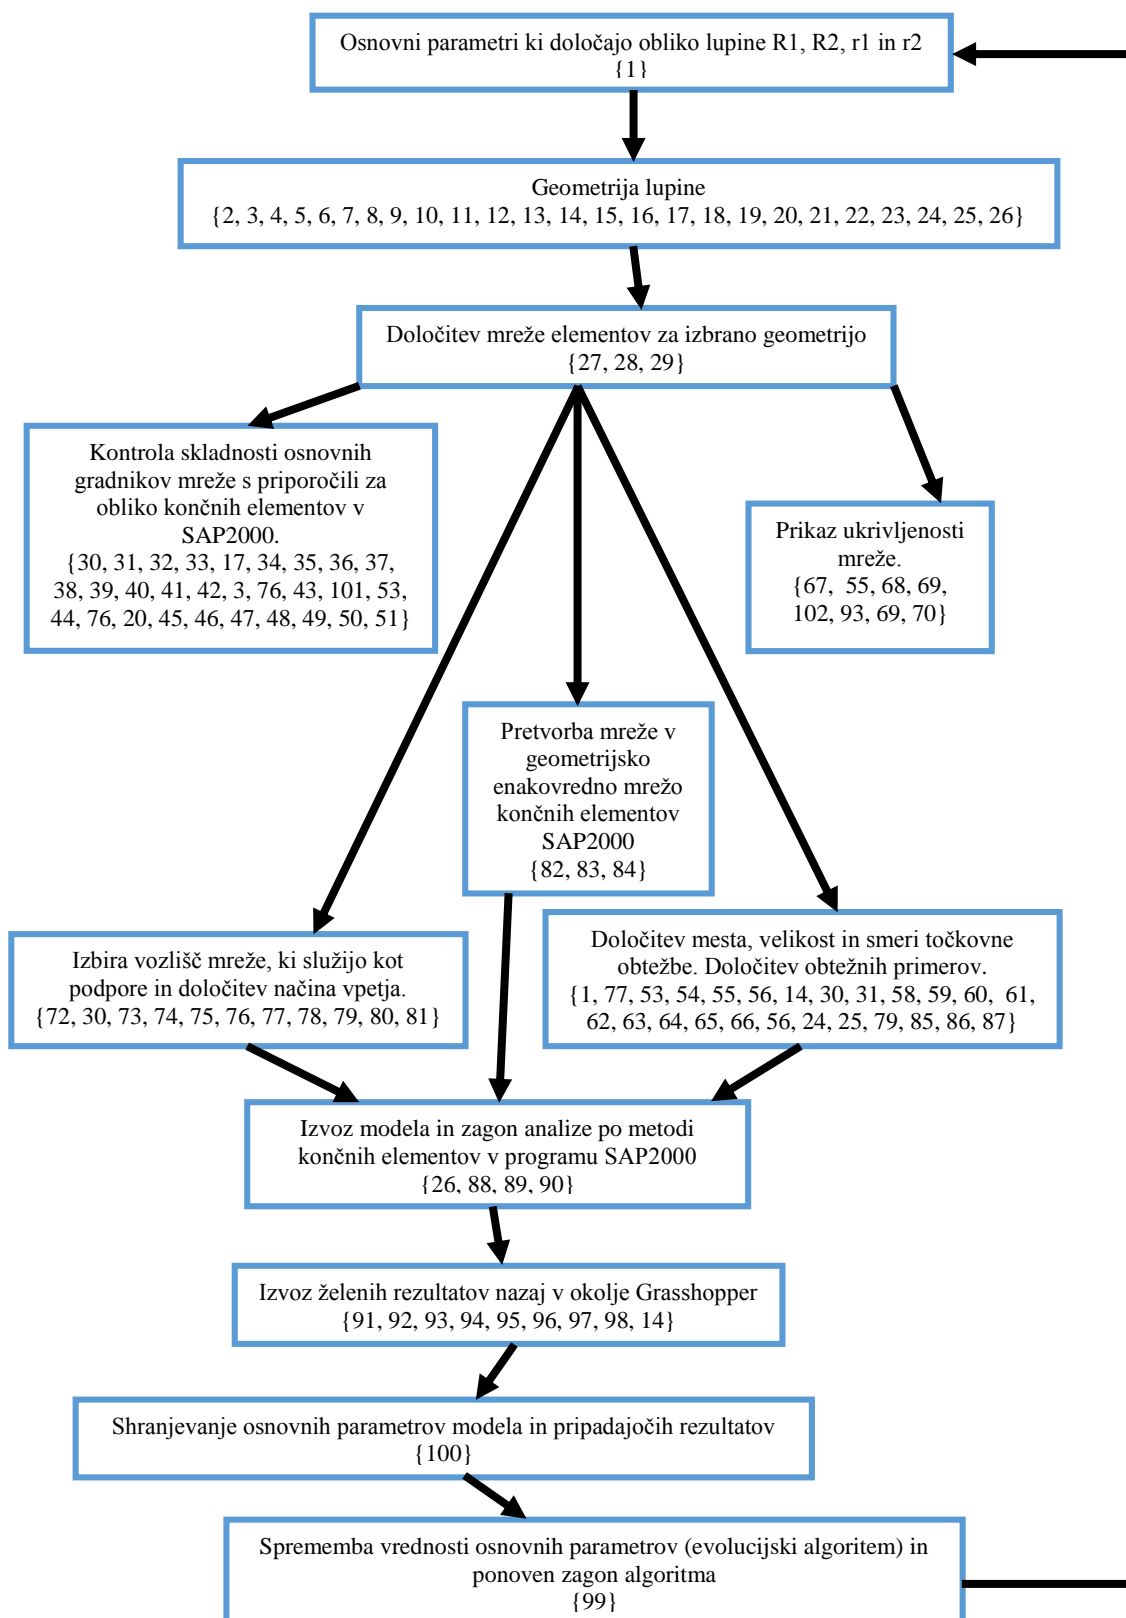 Osnovni parametri ki določajo obliko lupine R1, R2, r1 in r2
{1}
Geometrija lupine
{2, 3, 4, 5, 6, 7, 8, 9, 10, 11, 12, 13, 14, 15, 16, 17, 18, 19, 20, 21, 22, 23, 24, 25, 26}
Določitev mreže elementov za izbrano geometrijo
{27, 28, 29}
Kontrola skladnosti osnovnih
gradnikov mreže s priporočili za
obliko končnih elementov v
SAP2000.
{30, 31, 32, 33, 17, 34, 35, 36, 37,
38, 39, 40, 41, 42, 3, 76, 43, 101, 53,
44, 76, 20, 45, 46, 47, 48, 49, 50, 51}
Prikaz ukrivljenosti
mreže.
{67, 55, 68, 69,
102, 93, 69, 70}
Pretvorba mreže v
geometrijsko
enakovredno mrežo
končnih elementov
SAP2000
{82, 83, 84}
Izbira vozlišč mreže, ki služijo kot
podpore in določitev načina vpetja.
{72, 30, 73, 74, 75, 76, 77, 78, 79, 80, 81}
Določitev mesta, velikost in smeri točkovne
obtežbe. Določitev obtežnih primerov.
{1, 77, 53, 54, 55, 56, 14, 30, 31, 58, 59, 60, 61,
62, 63, 64, 65, 66, 56, 24, 25, 79, 85, 86, 87}
Izvoz modela in zagon analize po metodi
končnih elementov v programu SAP2000
{26, 88, 89, 90}
Izvoz želenih rezultatov nazaj v okolje Grasshopper
{91, 92, 93, 94, 95, 96, 97, 98, 14}
Shranjevanje osnovnih parametrov modela in pripadajočih rezultatov
{100}
Sprememba vrednosti osnovnih parametrov (evolucijski algoritem) in
ponoven zagon algoritma
{99}